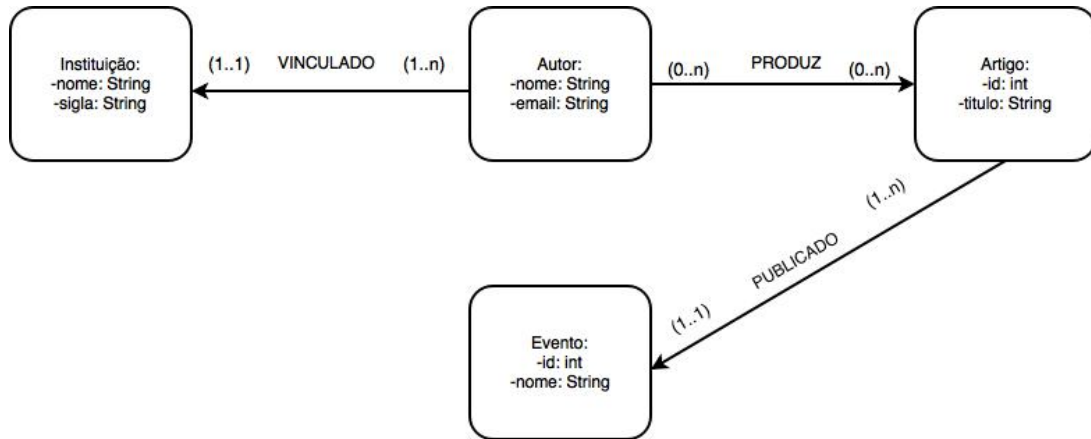 Instituição:
-nome: String
-sigla: String
(1..1) VINCULADO (1..n)
Autor:
-nome: String
-email: String
(0..n) PRODUZ (0..n)
Artigo:
-id: int
-titulo: String
(1..n)
PUBLICADO
(1..1)
Evento:
-id: int
-nome: String